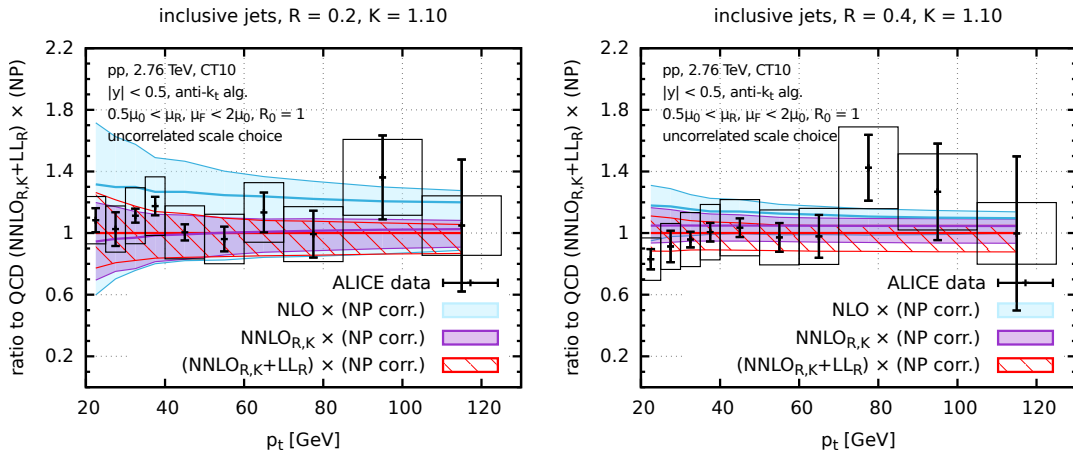 inclusive jets, R = 0.2, K = 1.10
ratio to QCD (NNLO_{R,K}+LL_R) × (NP)
2.2
1.8
1.4
1
0.6
0.2
pp, 2.76 TeV, CT10
|y| < 0.5, anti-k_t alg.
0.5μ_0 < μ_R, μ_F < 2μ_0, R_0 = 1
uncorrelated scale choice
ALICE data
NLO × (NP corr.)
NNLO_{R,K} × (NP corr.)
(NNLO_{R,K}+LL_R) × (NP corr.)
20 40 60 80 100 120
p_t [GeV]
inclusive jets, R = 0.4, K = 1.10
ratio to QCD (NNLO_{R,K}+LL_R) × (NP)
2.2
1.8
1.4
1
0.6
0.2
pp, 2.76 TeV, CT10
|y| < 0.5, anti-k_t alg.
0.5μ_0 < μ_R, μ_F < 2μ_0, R_0 = 1
uncorrelated scale choice
ALICE data
NLO × (NP corr.)
NNLO_{R,K} × (NP corr.)
(NNLO_{R,K}+LL_R) × (NP corr.)
20 40 60 80 100 120
p_t [GeV]